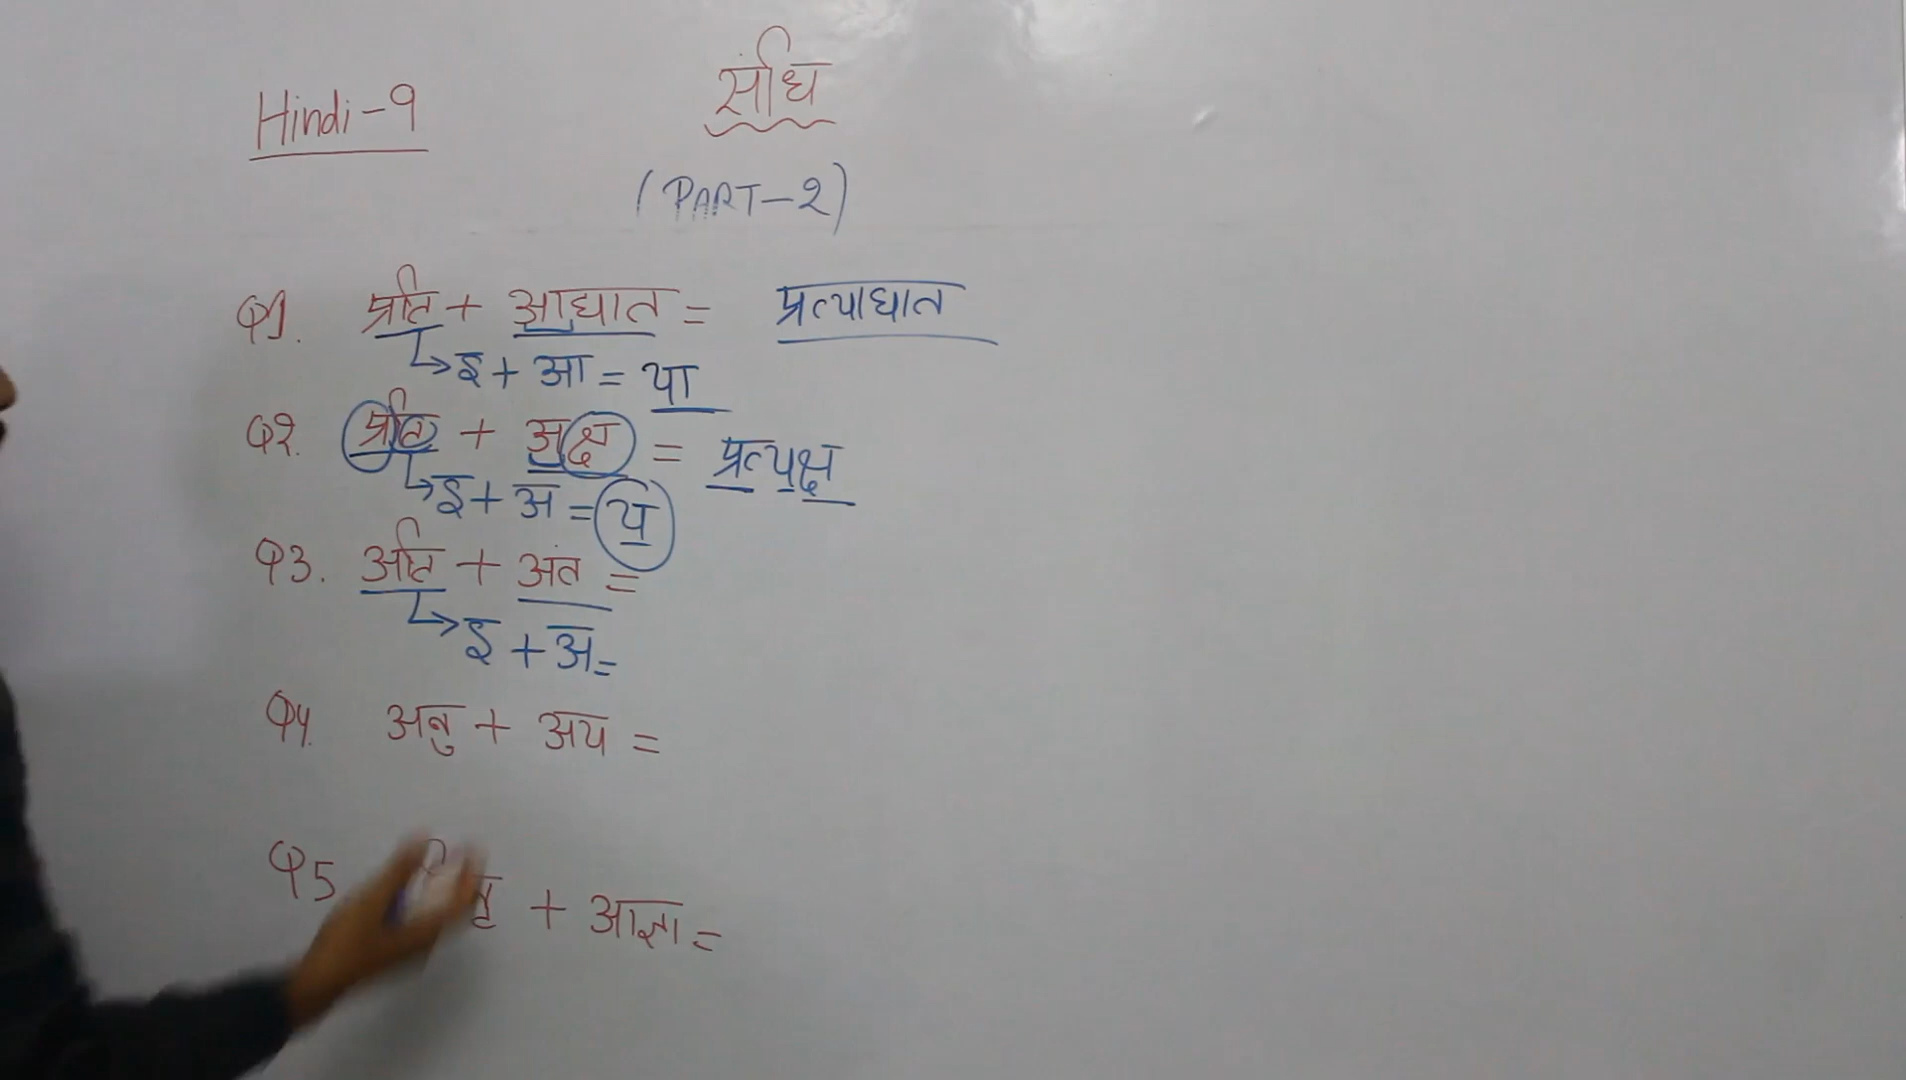 Hindi-9
संधि
(PART-2)
Q1. प्रति + आघात = प्रत्याघात
इ + आ = या
Q2. प्रति + अक्ष = प्रत्यक्ष
इ + अ = य
Q3. अति + अंत =
इ + अ =
Q4. अनु + अय =
Q5 + आज्ञा =